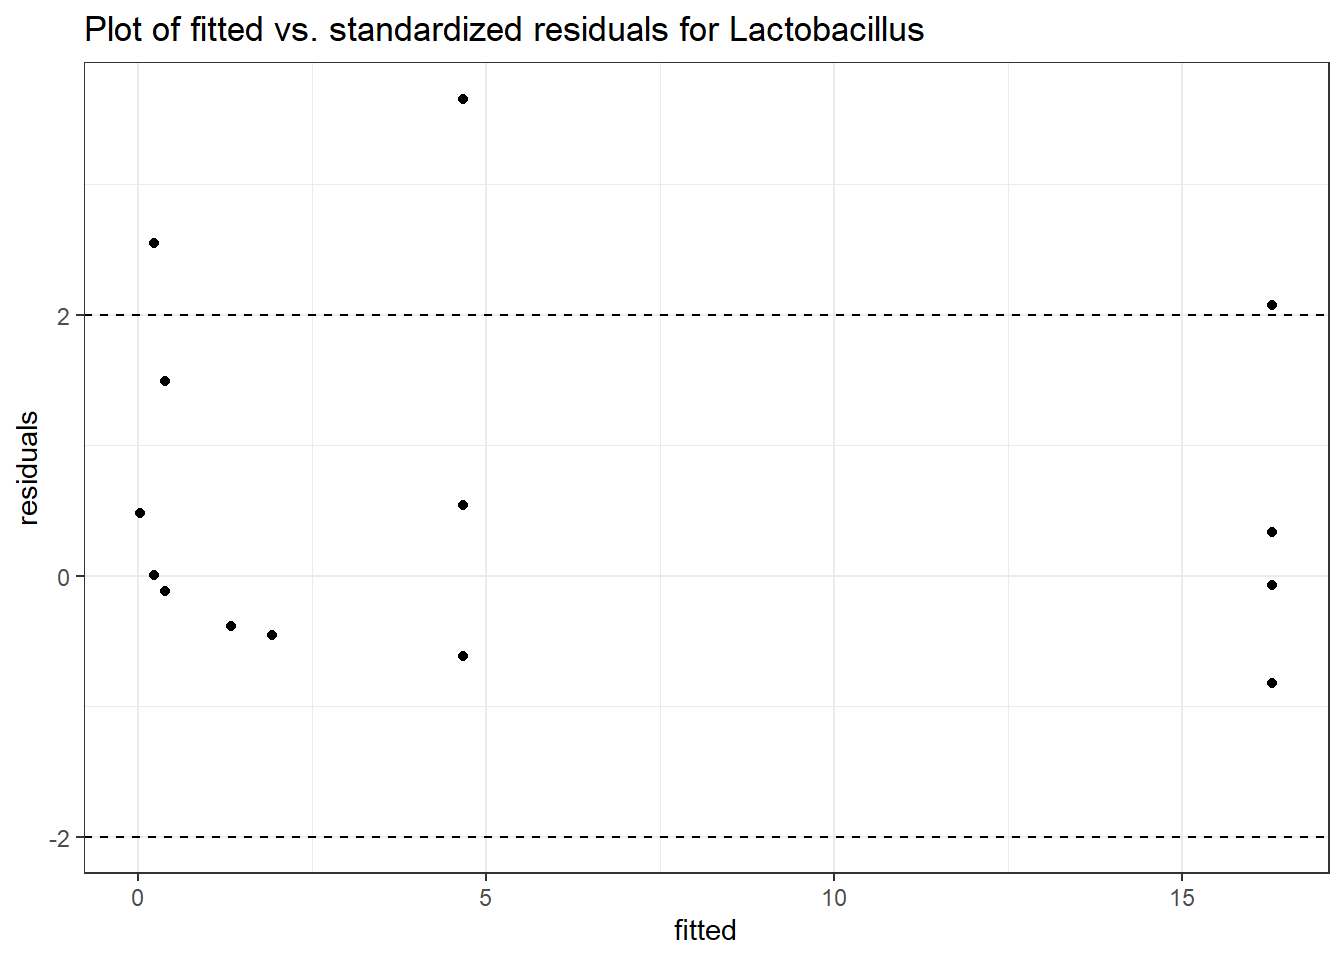 Plot of fitted vs. standardized residuals for Lactobacillus
residuals
2
0
-2
0 5 10 15
fitted